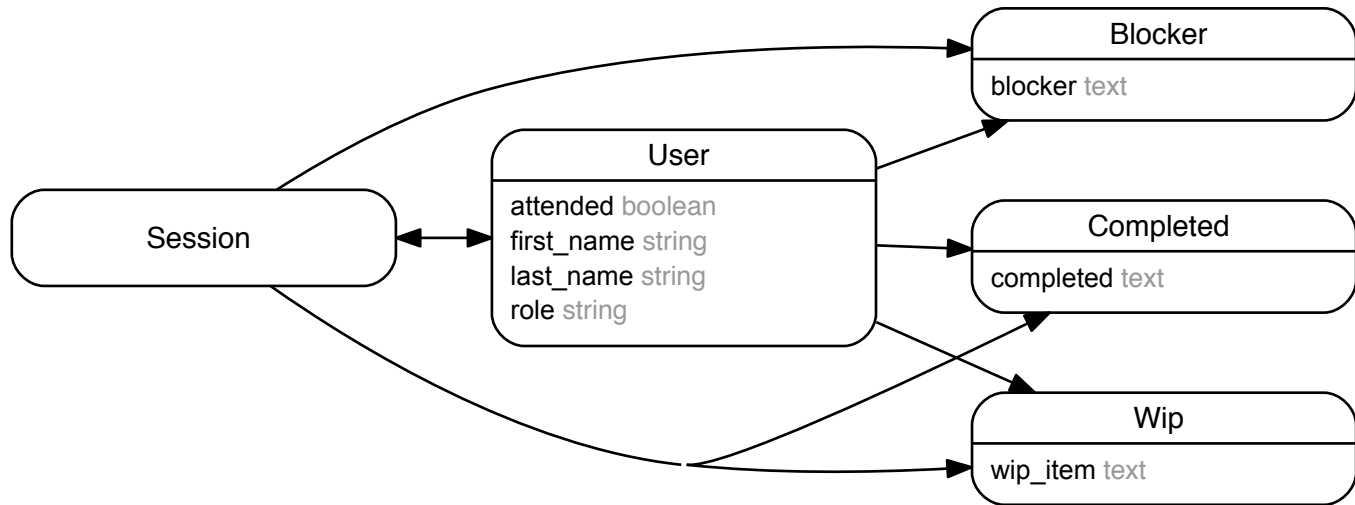 Session
User
attended boolean
first_name string
last_name string
role string
Blocker
blocker text
Completed
completed text
Wip
wip_item text